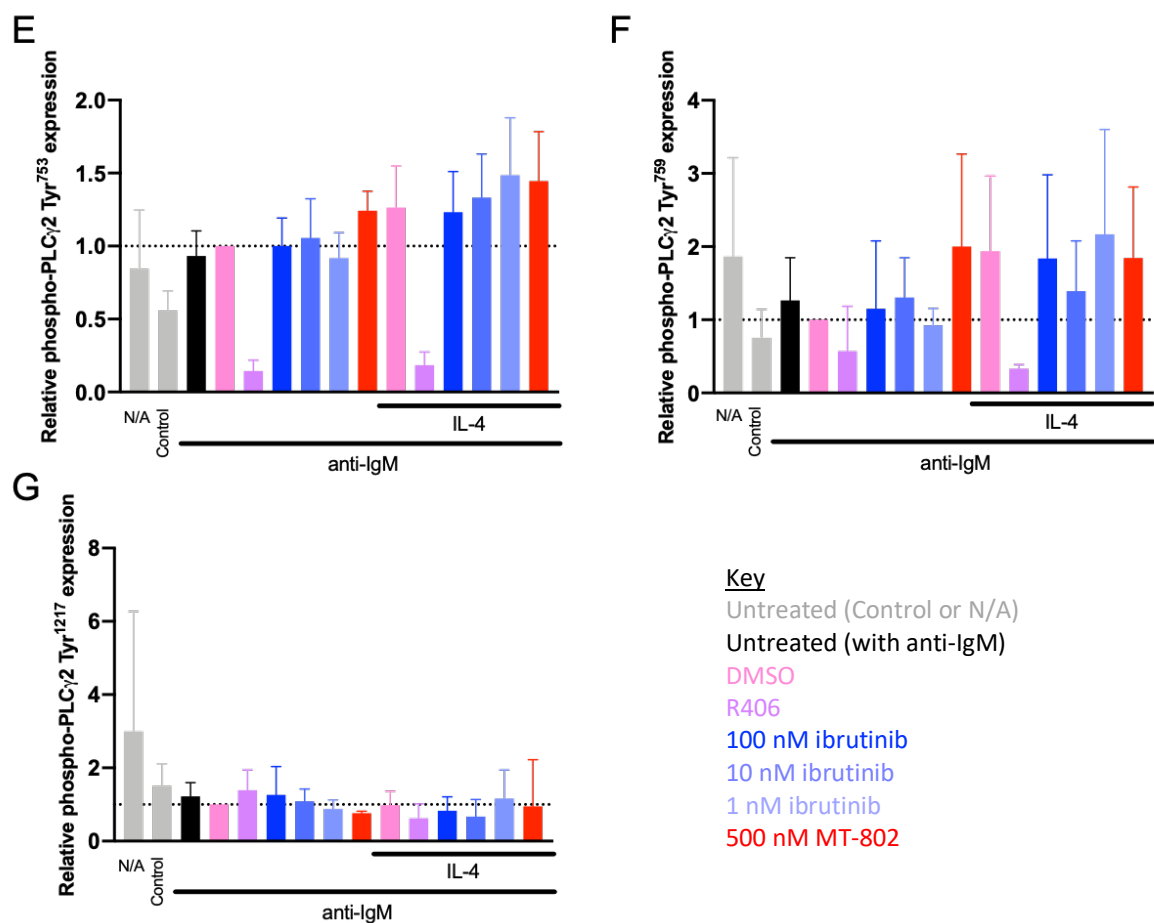 E
Relative phospho-PLCγ2 Tyr753 expression
2.0
1.5
1.0
0.5
0.0
N/A
Control
IL-4
anti-IgM
F
Relative phospho-PLCγ2 Tyr759 expression
4
3
2
1
0
N/A
Control
IL-4
anti-IgM
G
Relative phospho-PLCγ2 Tyr1217 expression
8
6
4
2
0
N/A
Control
IL-4
anti-IgM
Key
Untreated (Control or N/A)
Untreated (with anti-IgM)
DMSO
R406
100 nM ibrutinib
10 nM ibrutinib
1 nM ibrutinib
500 nM MT-802